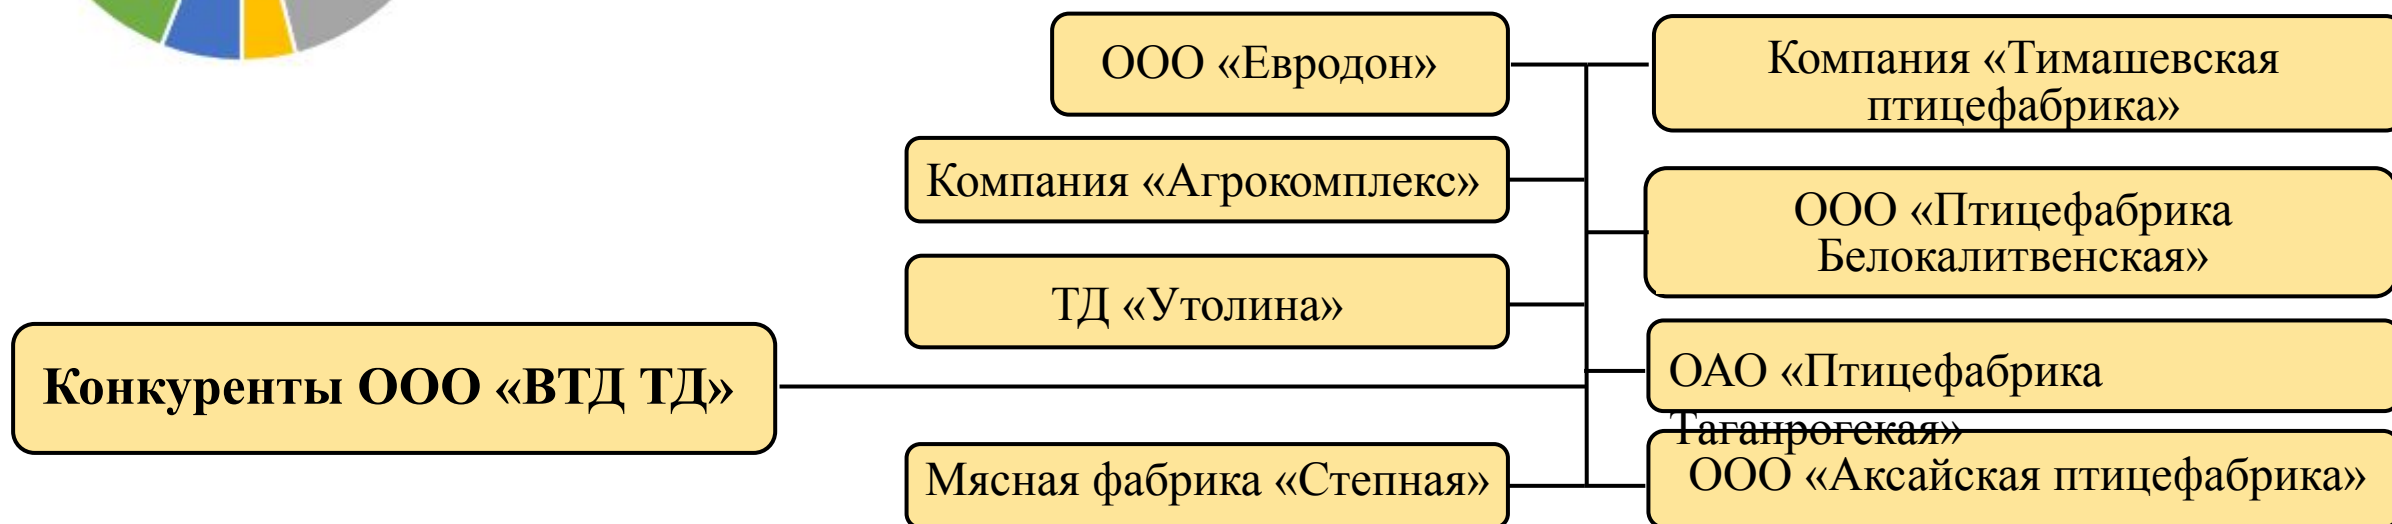 ООО «Евродон»
Компания «Тимашевская
птицефабрика»
Компания «Агрокомплекс»
ООО «Птицефабрика
Белокалитвенская»
ТД «Утолина»
Конкуренты ООО «ВТД ТД»
ОАО «Птицефабрика
Таганрогская»
Мясная фабрика «Степная»
ООО «Аксайская птицефабрика»